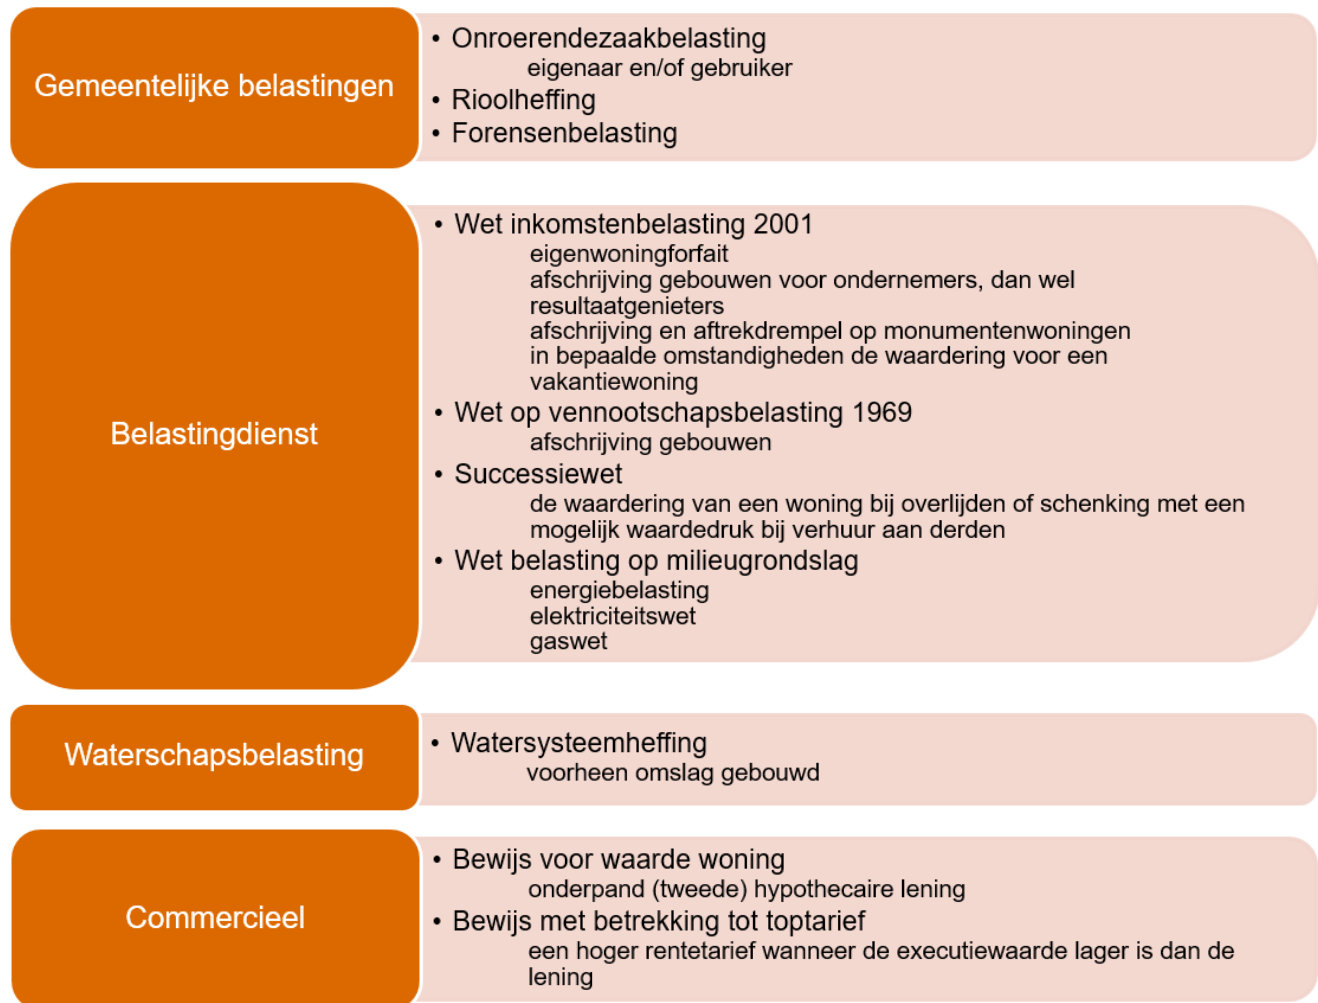 Gemeentelijke belastingen
• Onroerendezaakbelasting
eigenaar en/of gebruiker
• Rioolheffing
• Forensenbelasting
Belastingdienst
• Wet inkomstenbelasting 2001
eigenwoningforfait
afschrijving gebouwen voor ondernemers, dan wel
resultaatgenieters
afschrijving en aftrekdrempel op monumentenwoningen
in bepaalde omstandigheden de waardering voor een
vakantiewoning
• Wet op vennootschapsbelasting 1969
afschrijving gebouwen
• Successiewet
de waardering van een woning bij overlijden of schenking met een
mogelijk waardedruk bij verhuur aan derden
• Wet belasting op milieugrondslag
energiebelasting
elektriciteitswet
gaswet
Waterschapsbelasting
• Watersysteemheffing
voorheen omslag gebouwd
Commercieel
• Bewijs voor waarde woning
onderpand (tweede) hypothecaire lening
• Bewijs met betrekking tot toptarief
een hoger rentetarief wanneer de executiewaarde lager is dan de
lening